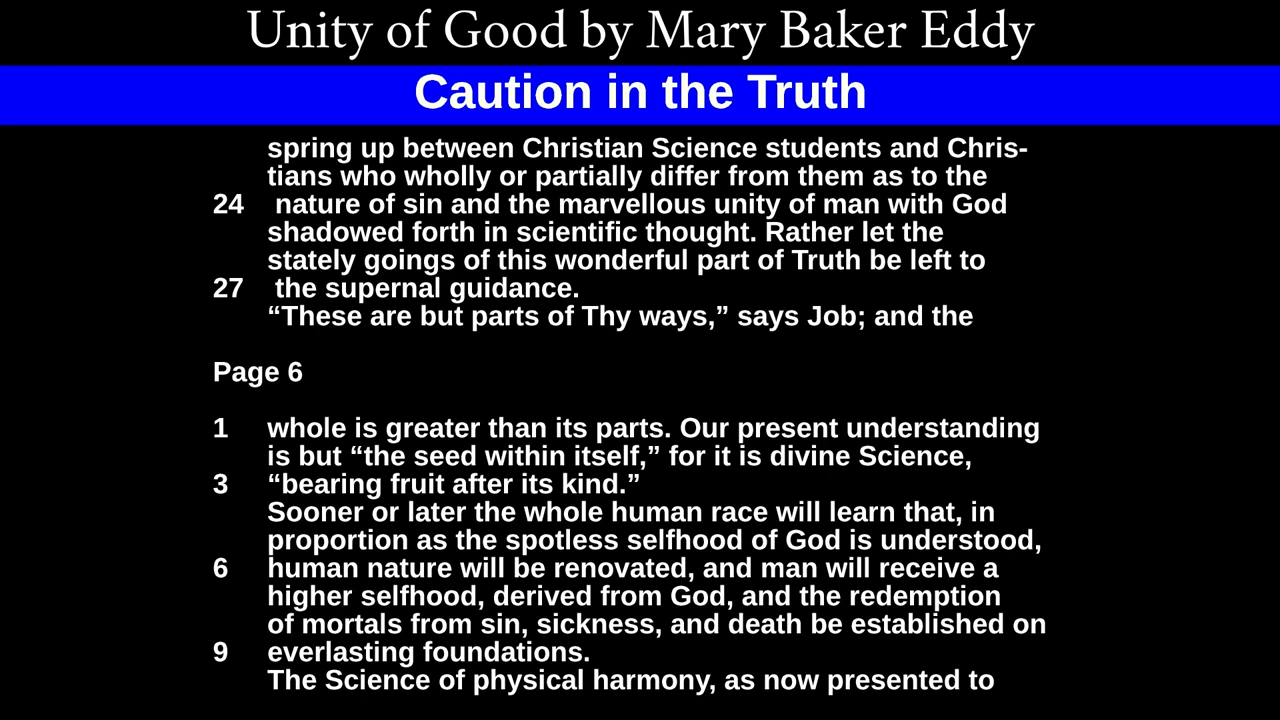 Unity of Good by Mary Baker Eddy
Caution in the Truth
spring up between Christian Science students and Chris-
tians who wholly or partially differ from them as to the
24 nature of sin and the marvellous unity of man with God
shadowed forth in scientific thought. Rather let the
stately goings of this wonderful part of Truth be left to
27 the supernal guidance.
“These are but parts of Thy ways,” says Job; and the
Page 6
1 whole is greater than its parts. Our present understanding
is but “the seed within itself,” for it is divine Science,
3 “bearing fruit after its kind.”
Sooner or later the whole human race will learn that, in
proportion as the spotless selfhood of God is understood,
6 human nature will be renovated, and man will receive a
higher selfhood, derived from God, and the redemption
of mortals from sin, sickness, and death be established on
9 everlasting foundations.
The Science of physical harmony, as now presented to